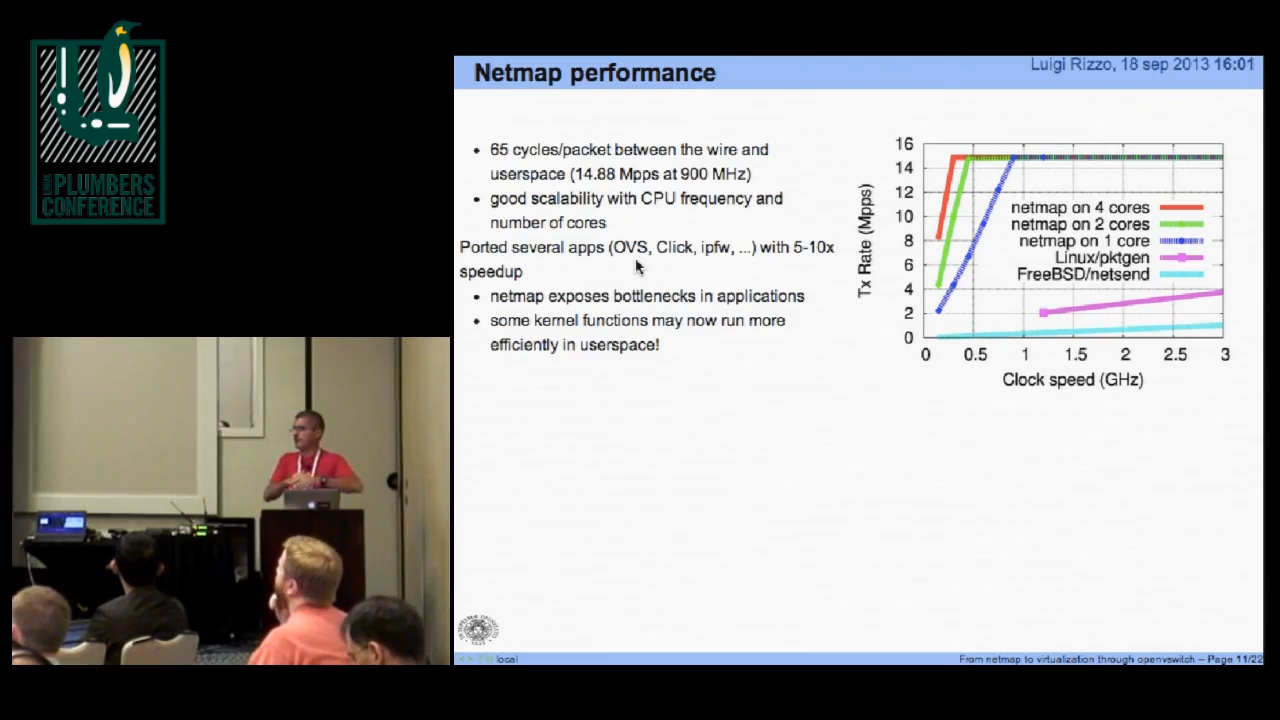 LINUX
PLUMBERS
CONFERENCE
Netmap performance
Luigi Rizzo, 18 sep 2013 16:01
• 65 cycles/packet between the wire and
userspace (14.88 Mpps at 900 MHz)
• good scalability with CPU frequency and
number of cores
Ported several apps (OVS, Click, ipfw, ...) with 5-10x
speedup
• netmap exposes bottlenecks in applications
• some kernel functions may now run more
efficiently in userspace!
16
14
12
10
8
6
4
2
0
Tx Rate (Mpps)
netmap on 4 cores
netmap on 2 cores
netmap on 1 core
Linux/pktgen
FreeBSD/netsend
0 0.5 1 1.5 2 2.5 3
Clock speed (GHz)
local
From netmap to virtualization through openvswitch – Page 11/22